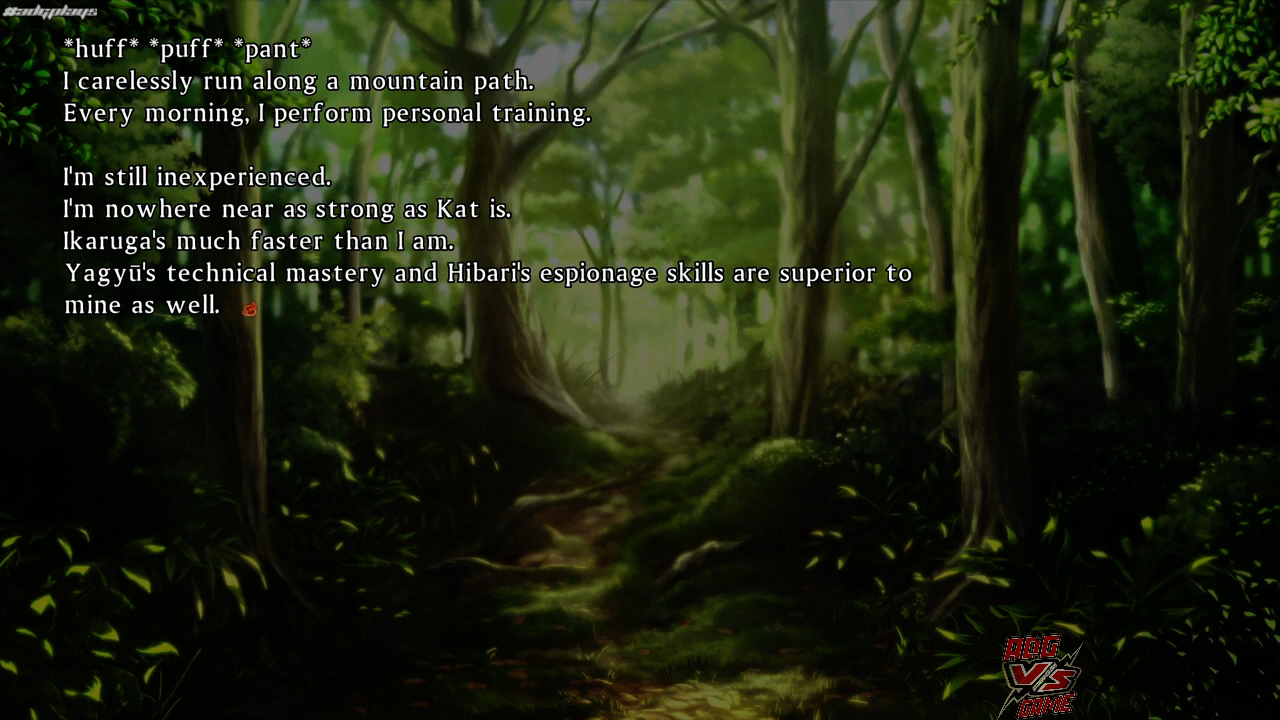 #adgplays
*huff* *puff* *pant*
I carelessly run along a mountain path.
Every morning, I perform personal training.
I'm still inexperienced.
I'm nowhere near as strong as Kat is.
Ikaruga's much faster than I am.
Yagyū's technical mastery and Hibari's espionage skills are superior to
mine as well.
ADG
VS
GAME